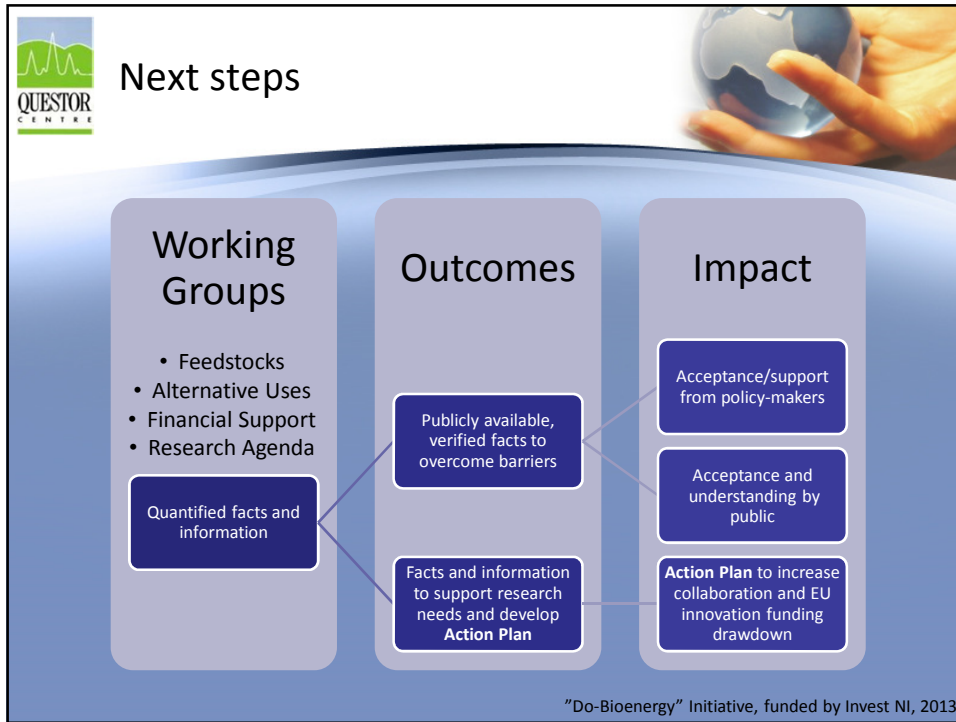 QUESTOR
CENTRE
Next steps
Working
Groups
• Feedstocks
• Alternative Uses
• Financial Support
• Research Agenda
Quantified facts and
information
Outcomes
Publicly available,
verified facts to
overcome barriers
Facts and information
to support research
needs and develop
Action Plan
Impact
Acceptance/support
from policy-makers
Acceptance and
understanding by
public
Action Plan to increase
collaboration and EU
innovation funding
drawdown
”Do-Bioenergy” Initiative, funded by Invest NI, 2013